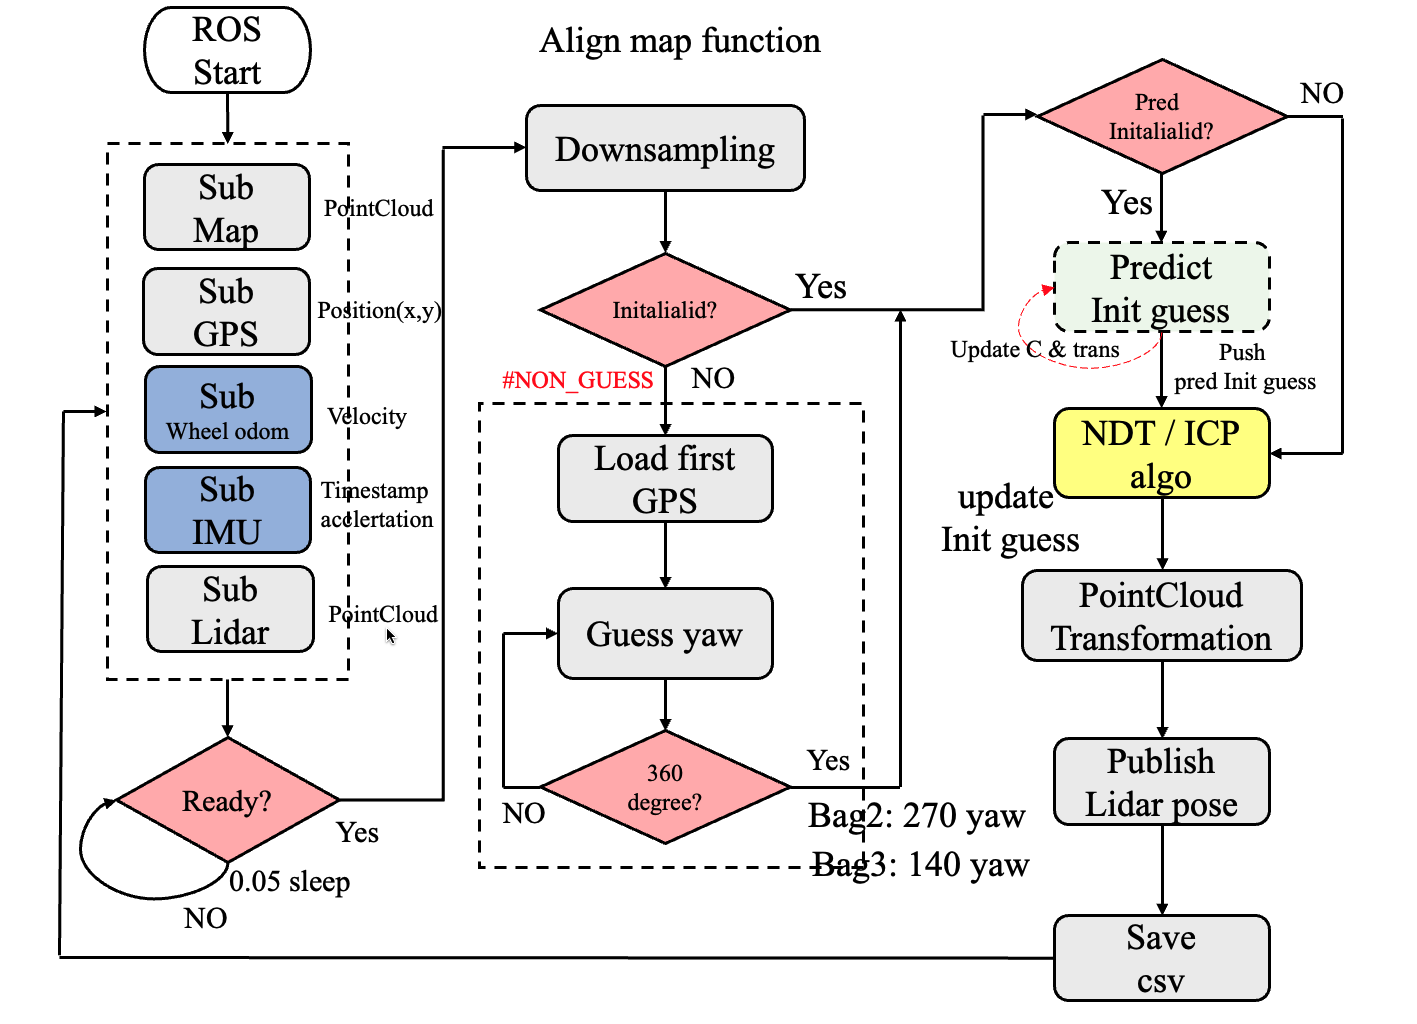 ROS
Start
Sub
Map
PointCloud
Sub
GPS
Position(x,y)
Sub
Wheel odom
Velocity
Sub
IMU
Timestamp
acclertation
Sub
Lidar
PointCloud
Ready?
Yes
0.05 sleep
NO
Align map function
Downsampling
Initalialid?
Yes
#NON_GUESS
NO
Load first
GPS
Guess yaw
360
degree?
Yes
NO
Bag2: 270 yaw
Bag3: 140 yaw
Pred
Initalialid?
NO
Yes
Predict
Init guess
Update C & trans
Push
pred Init guess
NDT / ICP
algo
update
Init guess
PointCloud
Transformation
Publish
Lidar pose
Save
csv